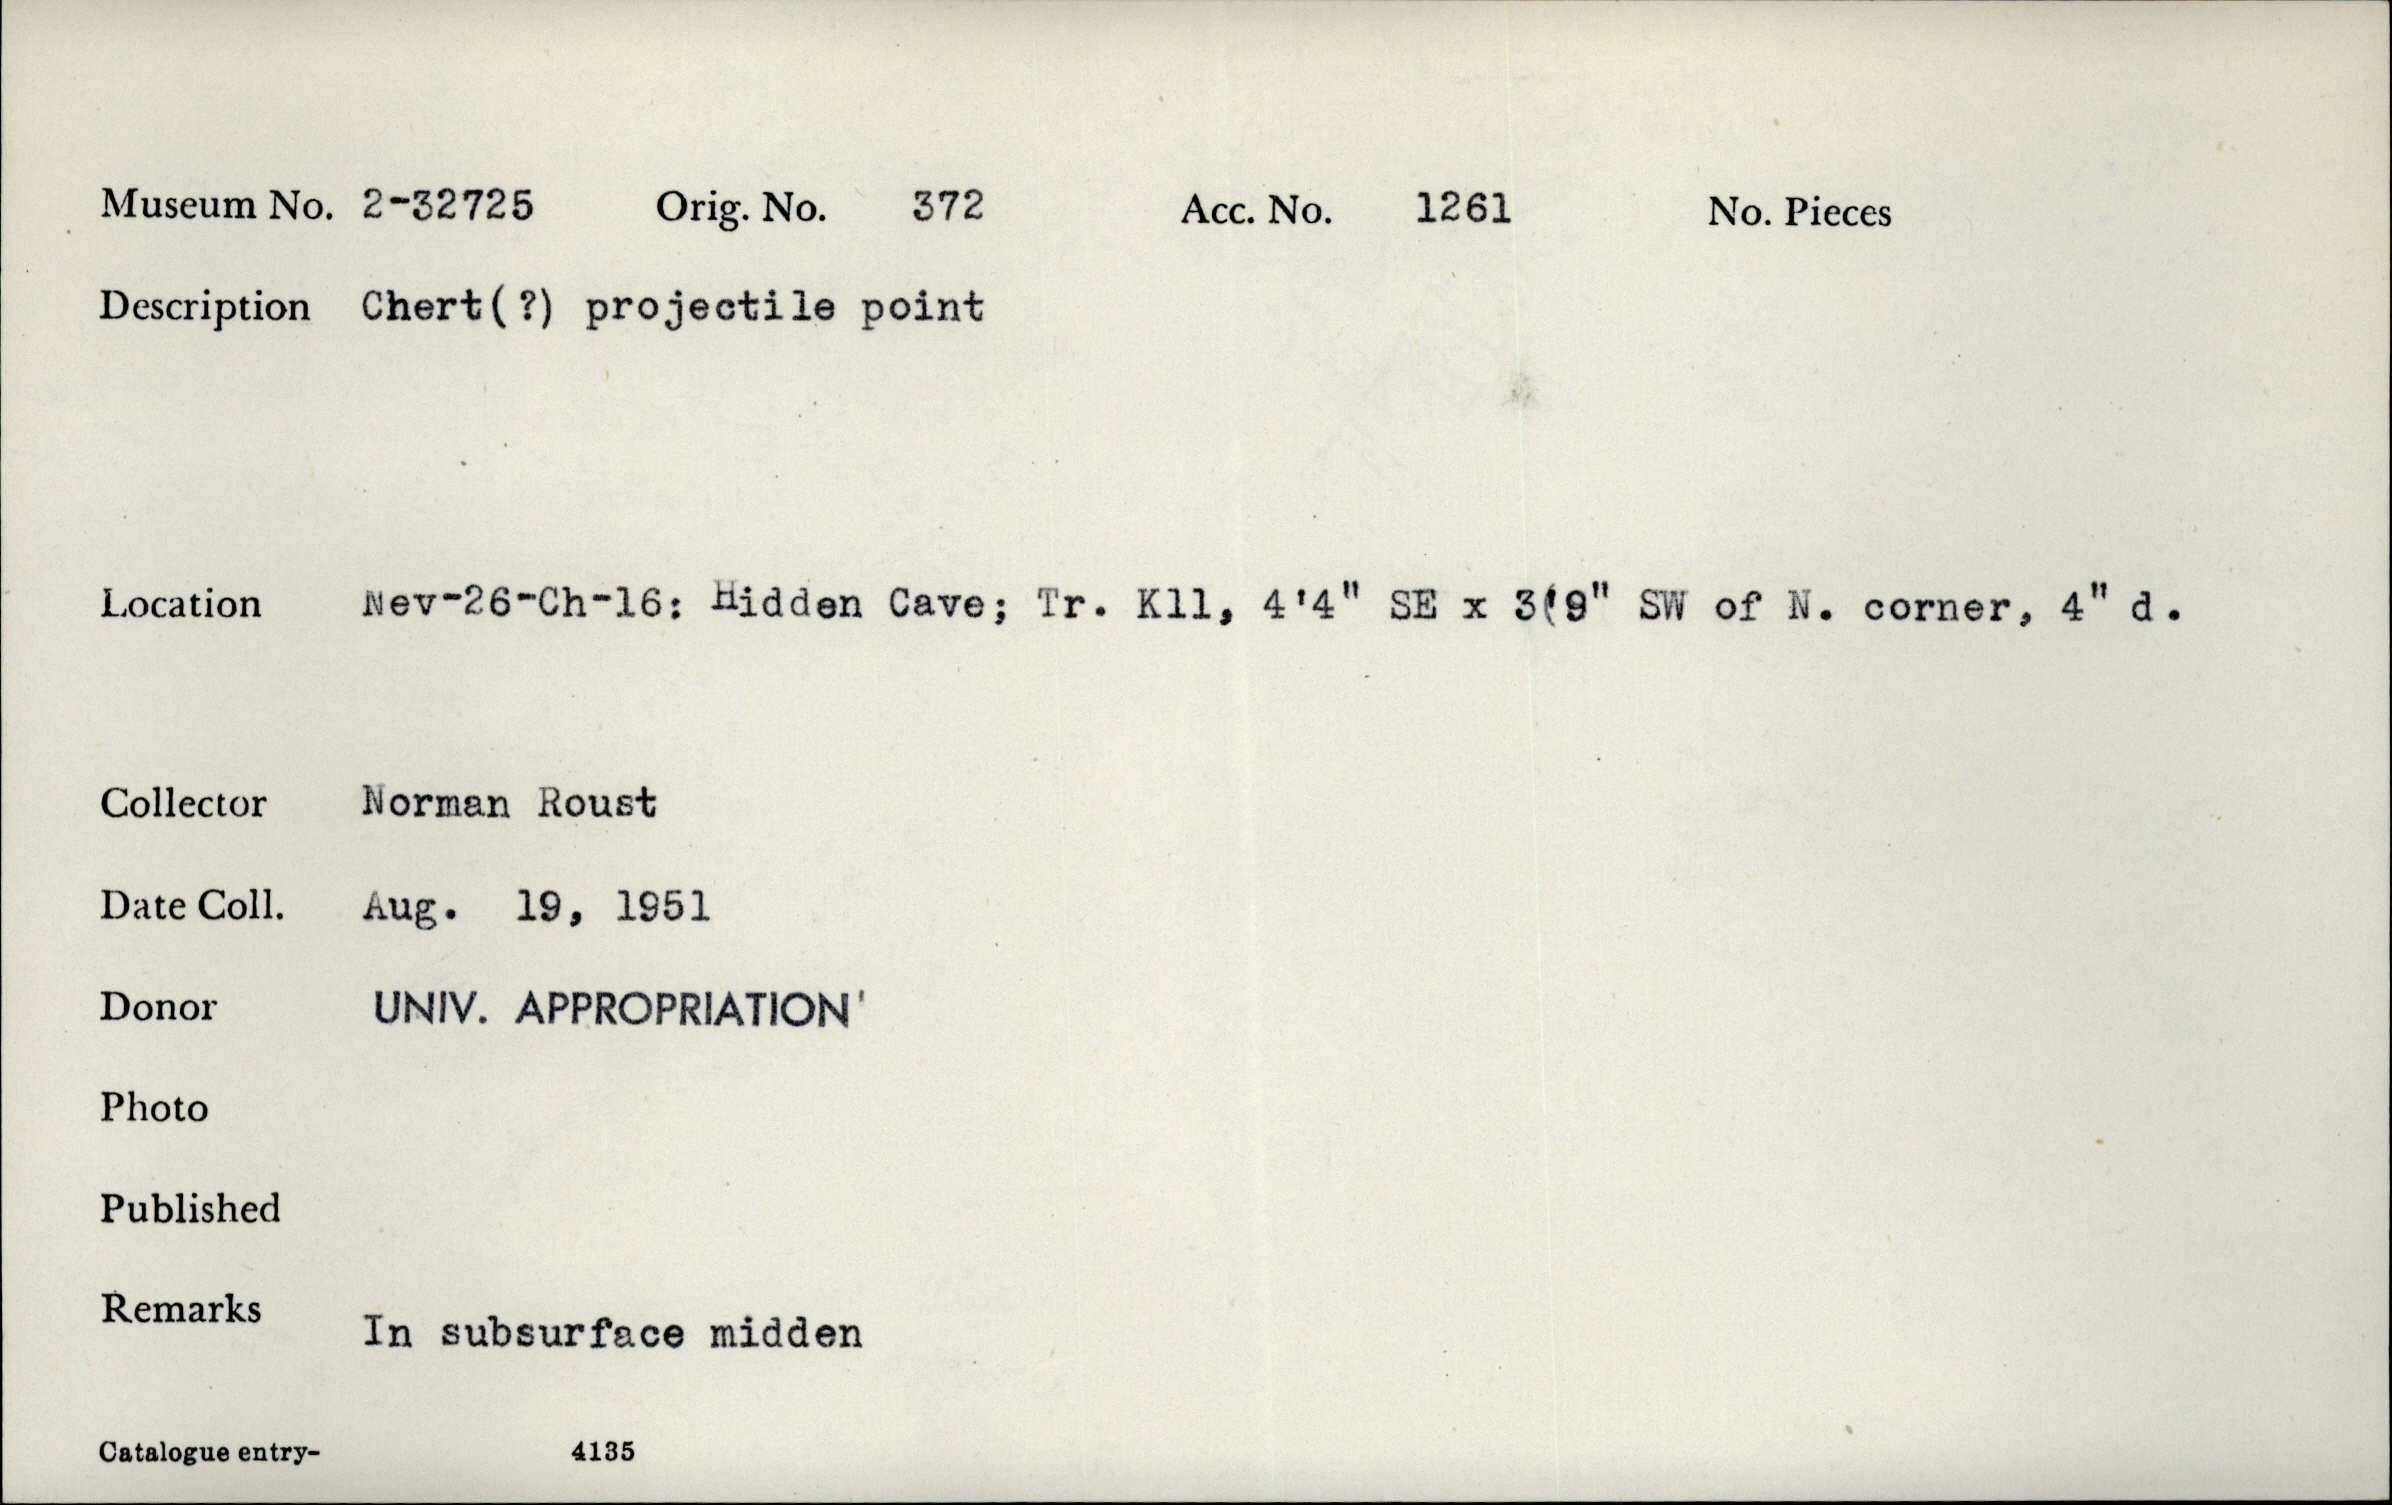 Museum No. 2-32725 Orig. No. 372 Acc. No. 1261 No. Pieces
Description Chert(?) projectile point
Location Nev-26-Ch-16: Hidden Cave; Tr. K11, 4'4" SE x 3'9" SW of N. corner, 4" d.
Collector Norman Roust
Date Coll. Aug. 19, 1951
Donor UNIV. APPROPRIATION
Photo
Published
Remarks In subsurface midden
Catalogue entry- 4135